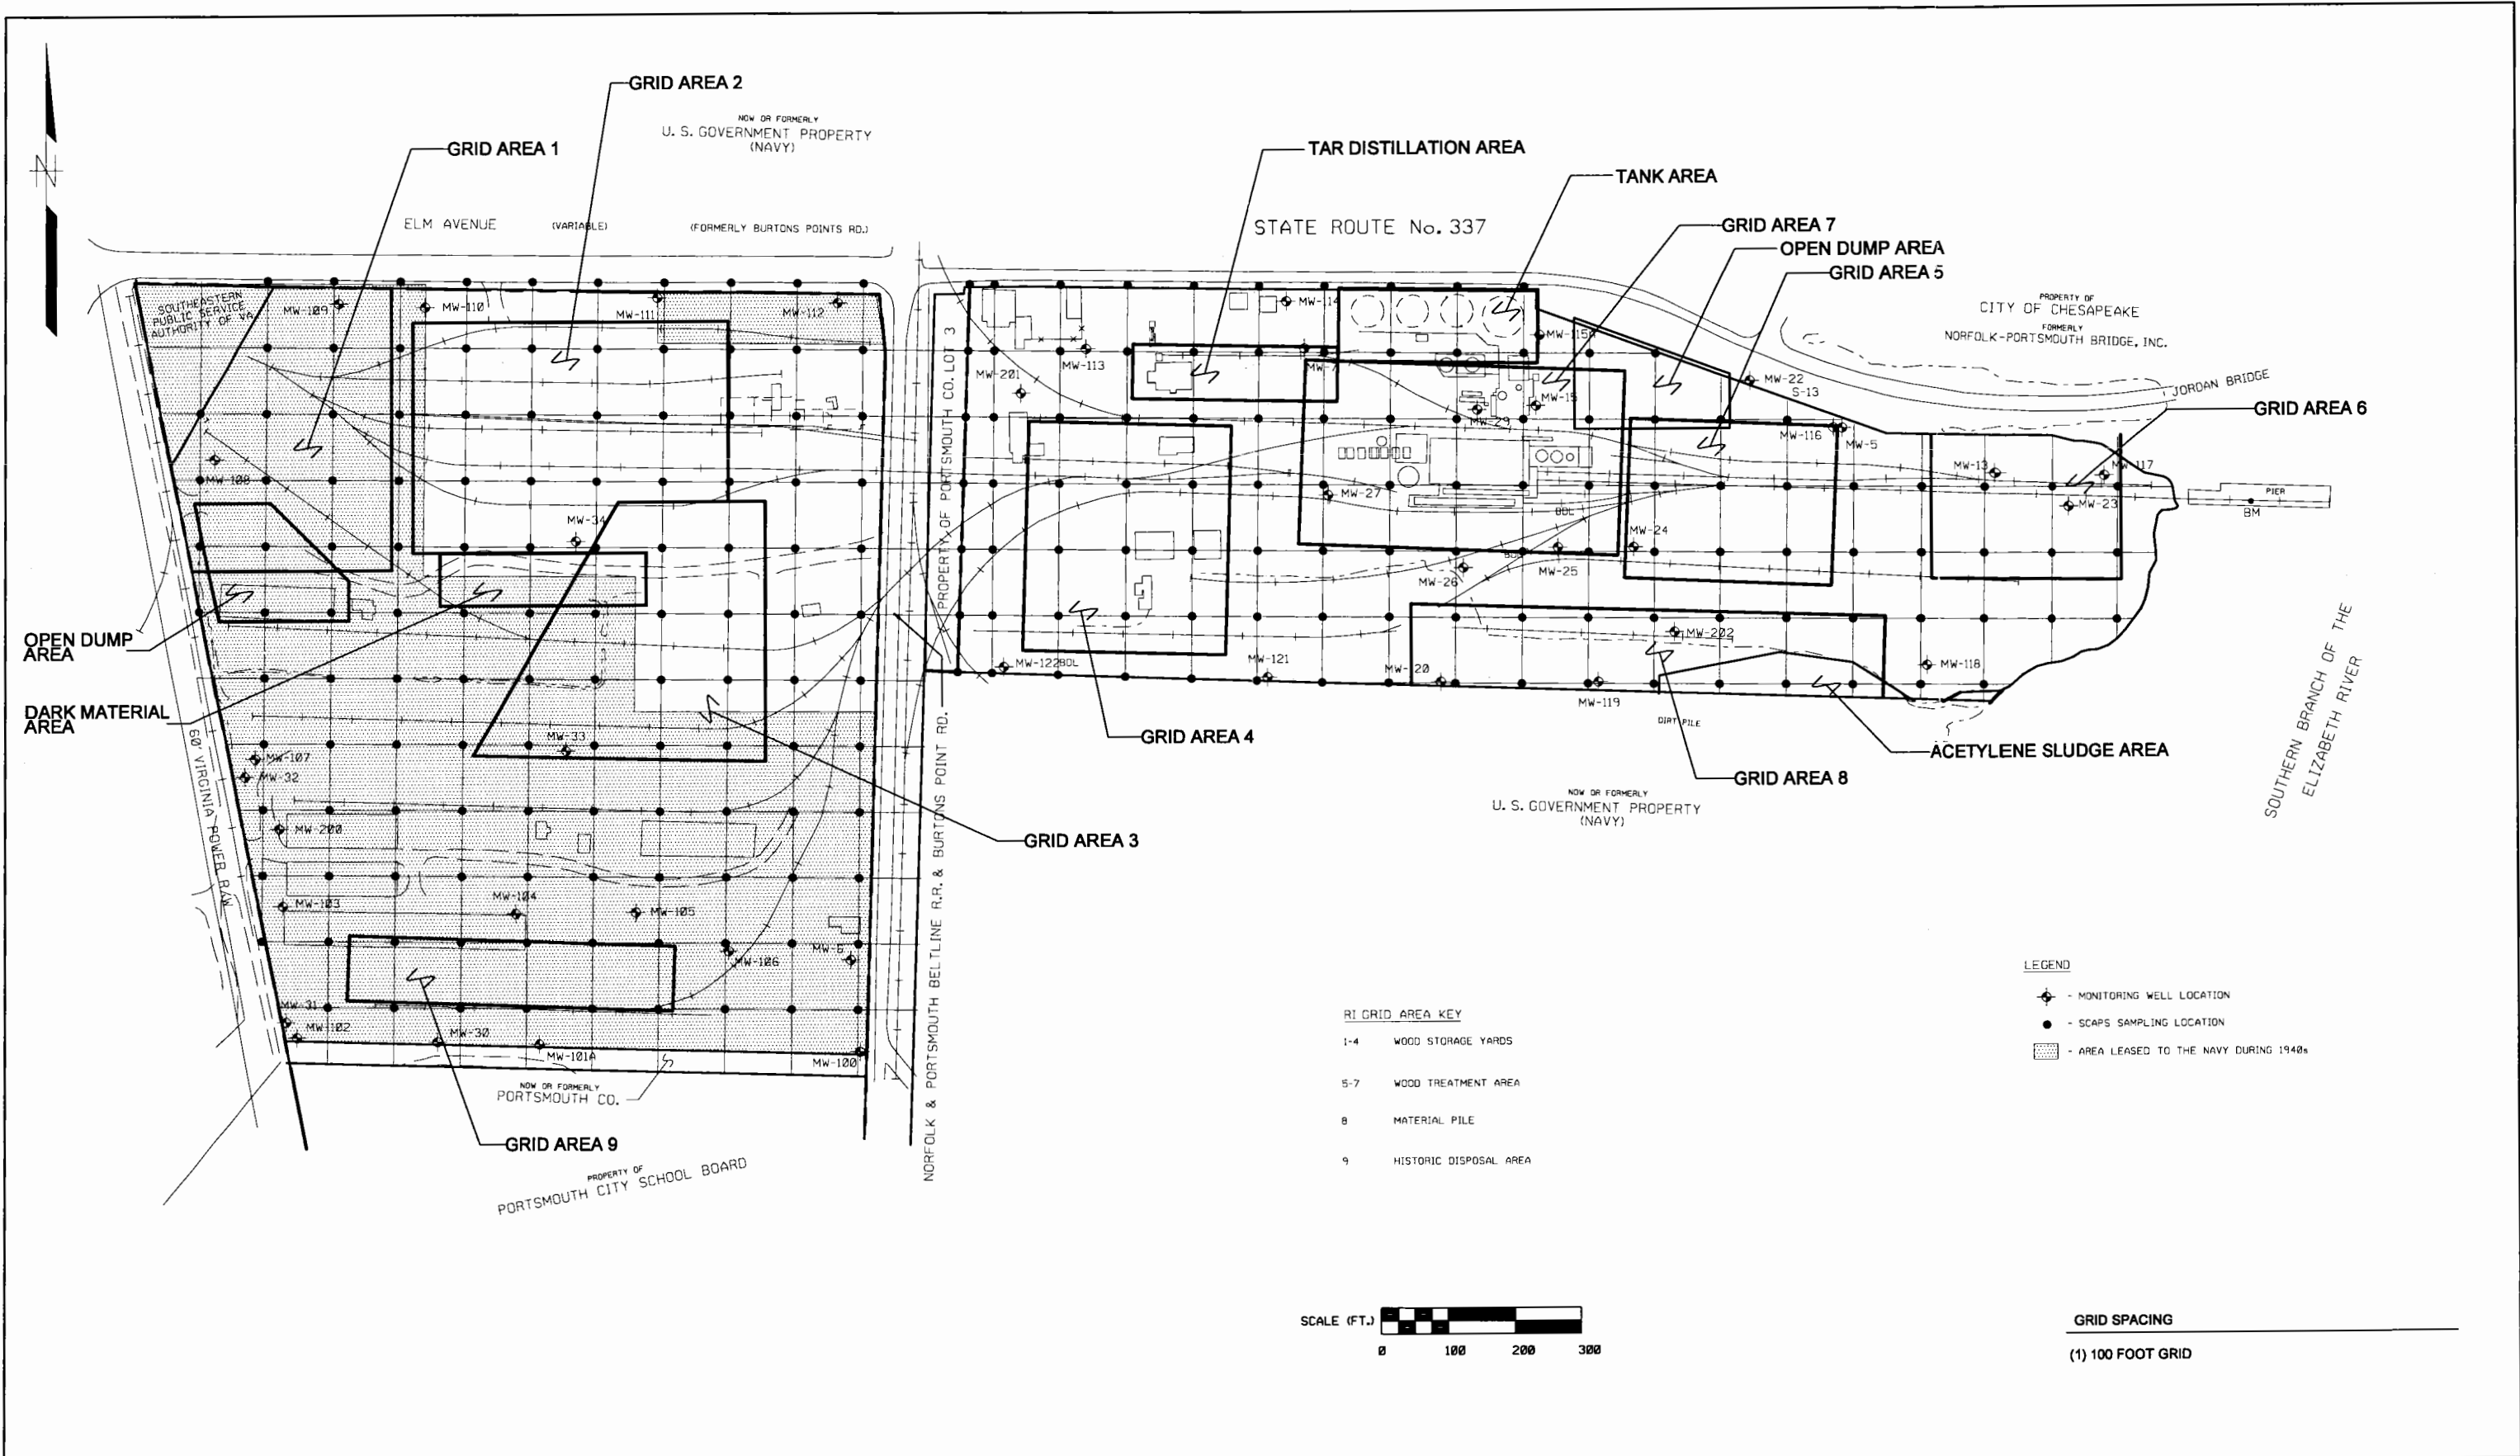 GRID AREA 2
NOW OR FORMERLY
U. S. GOVERNMENT PROPERTY
(NAVY)
GRID AREA 1
TAR DISTILLATION AREA
TANK AREA
N
ELM AVENUE
(VARIABLE)
(FORMERLY BURTONS POINTS RD.)
STATE ROUTE No. 337
GRID AREA 7
OPEN DUMP AREA
GRID AREA 5
PROPERTY OF
CITY OF CHESAPEAKE
FORMERLY
NORFOLK-PORTSMOUTH BRIDGE, INC.
JORDAN BRIDGE
GRID AREA 6
SOUTHEASTERN
PUBLIC SERVICE
AUTHORITY OF VA
MW-109
MW-110
MW-111
MW-112
MW-114
MW-113
MW-201
MW-7
MW-22
S-13
MW-15
MW-29
MW-116
MW-5
MW-108
MW-13
MW-117
MW-27
MW-23
PIER
BM
BDL
MW-34
MW-24
MW-26
MW-25
PROPERTY OF PORTSMOUTH CO. LOT 3
OPEN DUMP
AREA
MW-202
MW-122
BDL
MW-121
MW-118
MW-119
DIRT PILE
DARK MATERIAL
AREA
GRID AREA 4
ACETYLENE SLUDGE AREA
GRID AREA 8
SOUTHERN BRANCH OF THE
ELIZABETH RIVER
60' VIRGINIA POWER R/W
MW-33
MW-107
MW-32
MW-200
NOW OR FORMERLY
U. S. GOVERNMENT PROPERTY
(NAVY)
GRID AREA 3
MW-103
MW-104
MW-105
MW-6
MW-106
NORFOLK & PORTSMOUTH BELTLINE R.R. & BURTONS POINT RD.
MW-31
MW-102
MW-30
MW-101A
MW-100
NOW OR FORMERLY
PORTSMOUTH CO.
GRID AREA 9
PROPERTY OF
PORTSMOUTH CITY SCHOOL BOARD
RI GRID AREA KEY
1-4 WOOD STORAGE YARDS
5-7 WOOD TREATMENT AREA
8 MATERIAL PILE
9 HISTORIC DISPOSAL AREA
LEGEND
- MONITORING WELL LOCATION
- SCAPS SAMPLING LOCATION
- AREA LEASED TO THE NAVY DURING 1940s
SCALE (FT.)
0 100 200 300
GRID SPACING
(1) 100 FOOT GRID